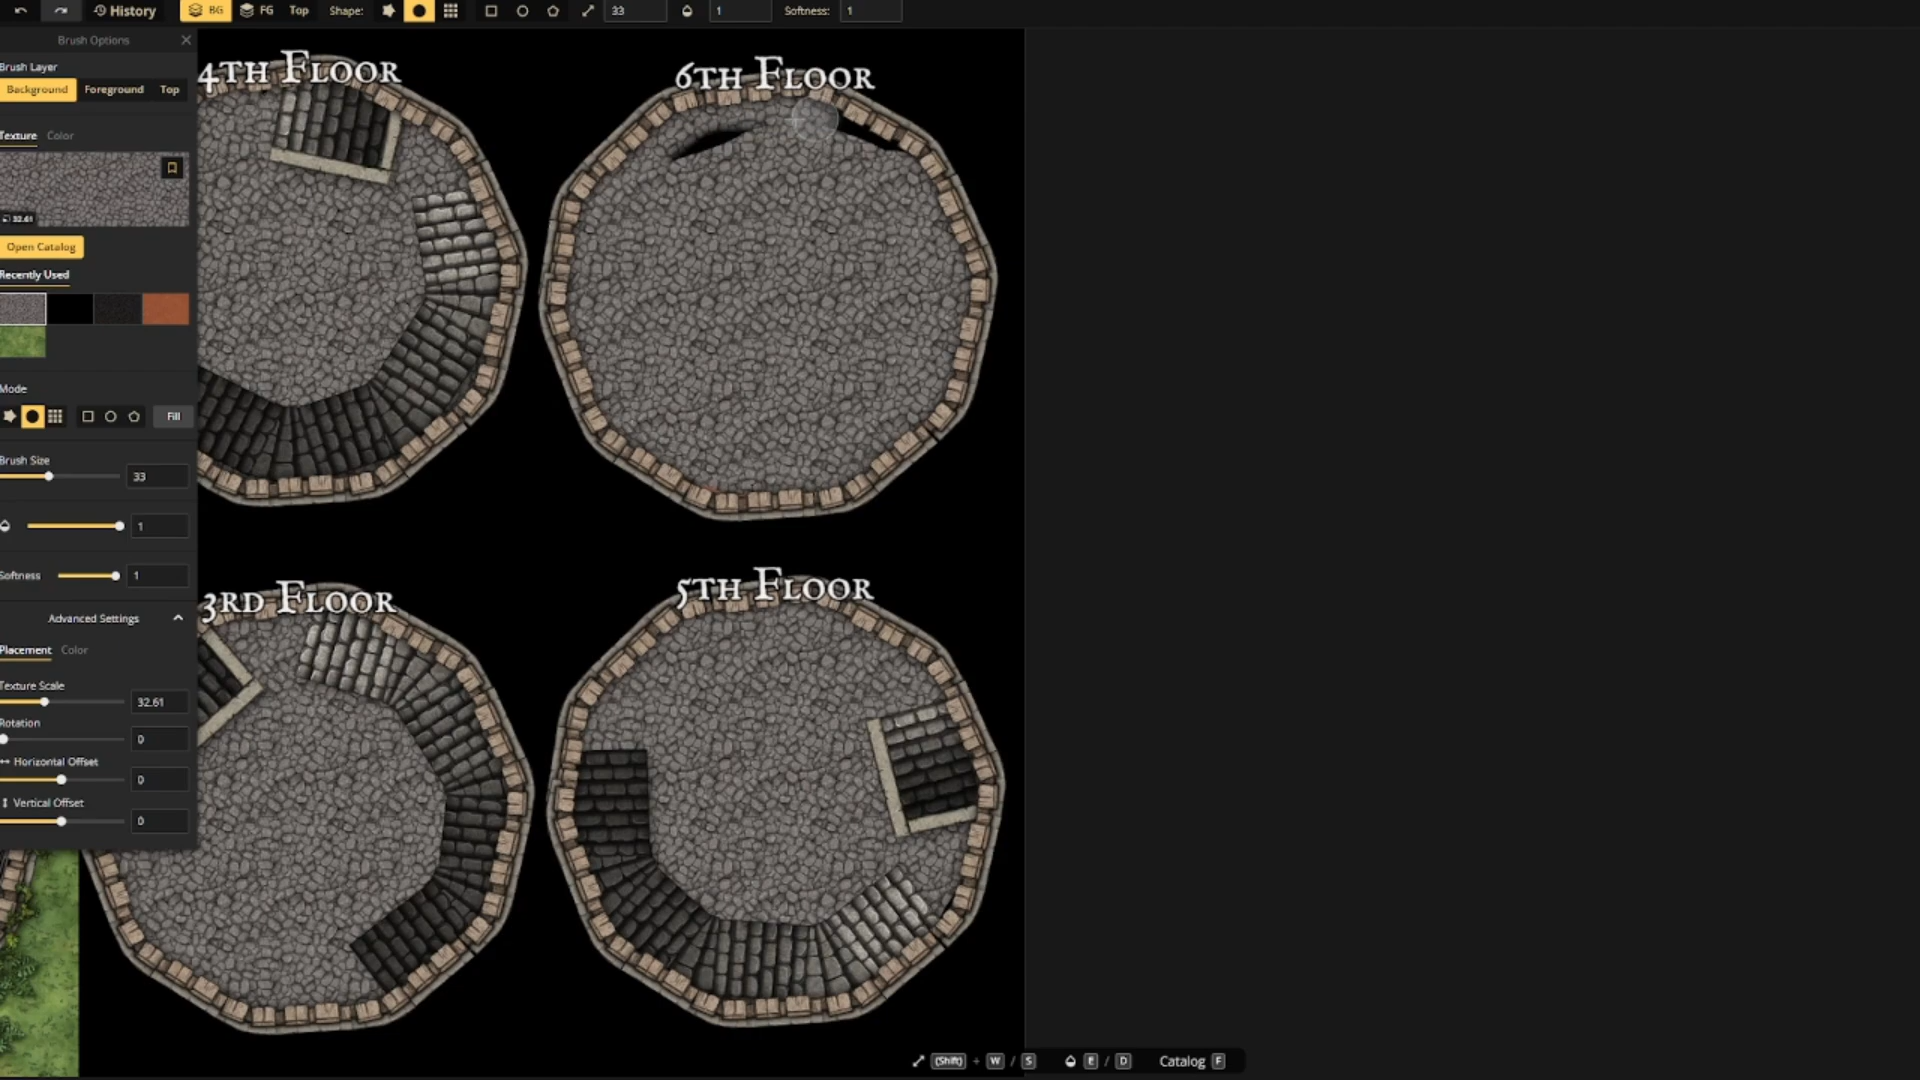 History BG FG Top Shape: 33 1 Softness: 1
Brush Options
Brush Layer
Background Foreground Top
Texture Color
32.61
Open Catalog
Recently Used
Mode
Fill
Brush Size
33
1
Softness 1
Advanced Settings
Placement Color
Texture Scale
32.61
Rotation
0
Horizontal Offset
0
Vertical Offset
0
4th Floor
6th Floor
3rd Floor
5th Floor
(Shift) + W / S E / D Catalog F